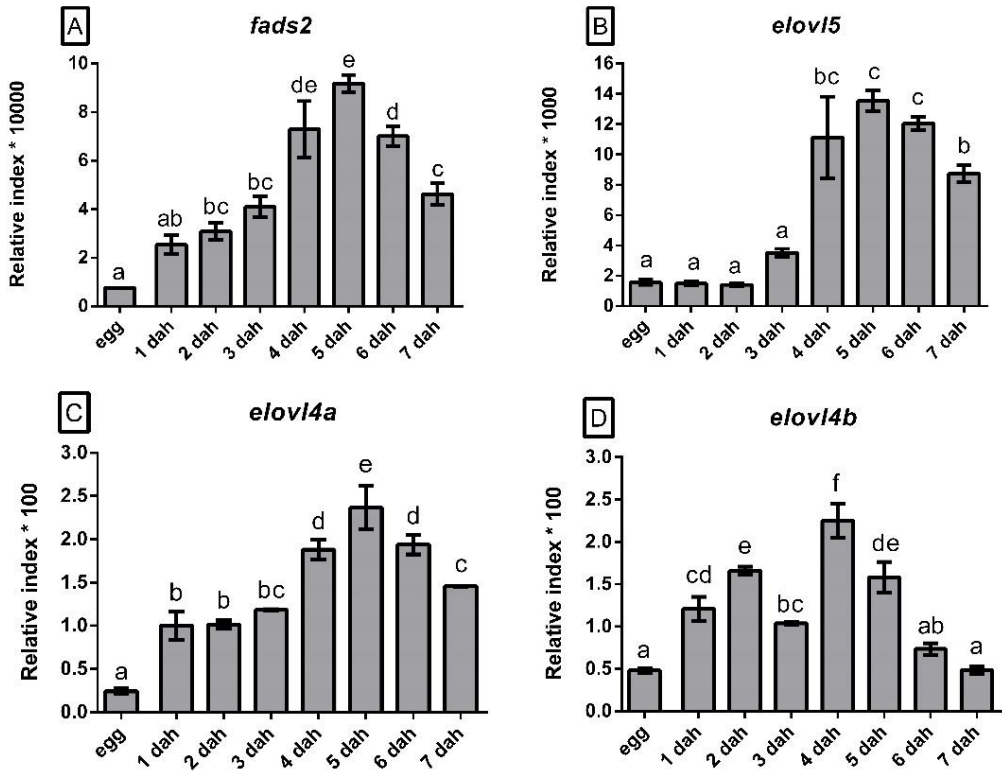 A
fads2
Relative index * 10000
10
8
6
4
2
0
a
ab
bc
bc
de
e
d
c
egg
1 dah
2 dah
3 dah
4 dah
5 dah
6 dah
7 dah
B
elovl5
Relative index * 1000
16
14
12
10
8
6
4
2
0
a
a
a
a
bc
c
c
b
egg
1 dah
2 dah
3 dah
4 dah
5 dah
6 dah
7 dah
C
elovl4a
Relative index * 100
3.0
2.5
2.0
1.5
1.0
0.5
0.0
a
b
b
bc
d
e
d
c
egg
1 dah
2 dah
3 dah
4 dah
5 dah
6 dah
7 dah
D
elovl4b
Relative index * 100
3.0
2.5
2.0
1.5
1.0
0.5
0.0
a
cd
e
bc
f
de
ab
a
egg
1 dah
2 dah
3 dah
4 dah
5 dah
6 dah
7 dah